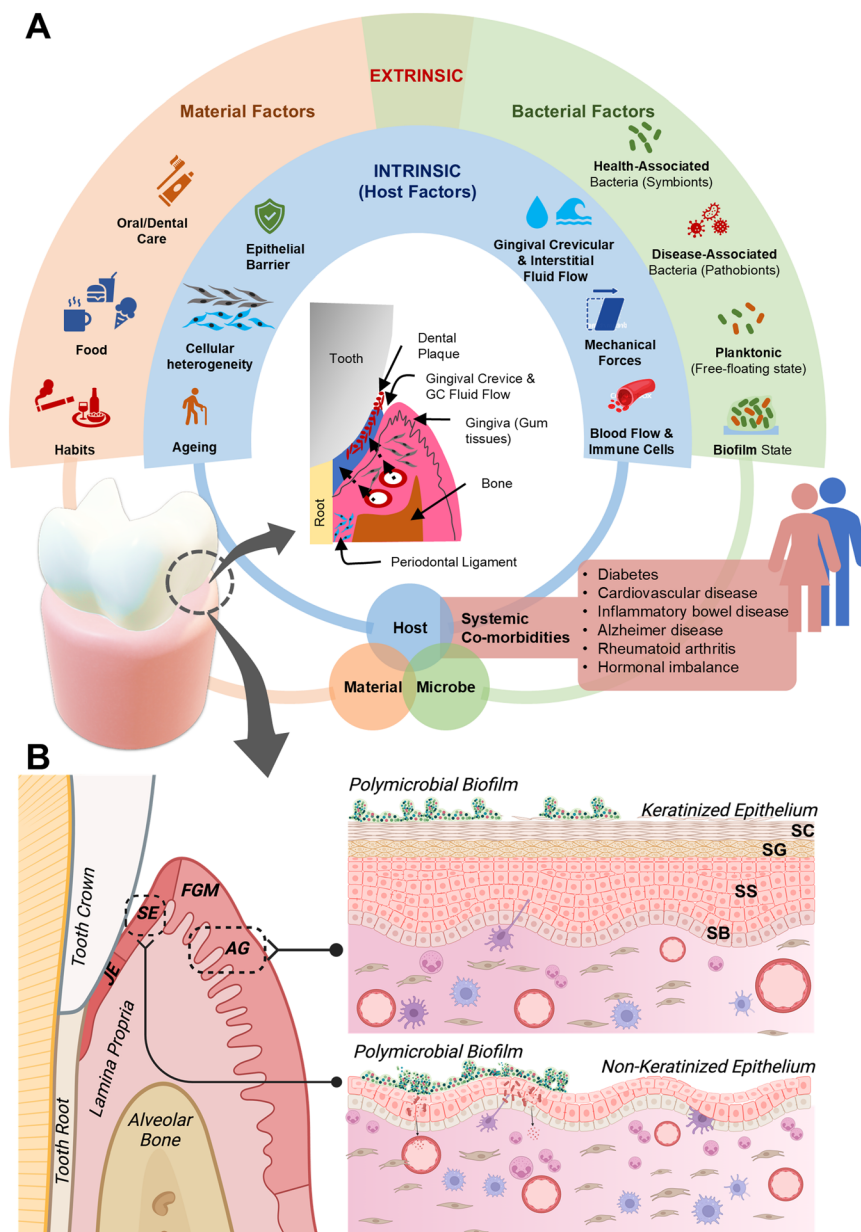 A
EXTRINSIC
Material Factors
Bacterial Factors
INTRINSIC
(Host Factors)
Oral/Dental
Care
Food
Habits
Epithelial
Barrier
Cellular
heterogeneity
Ageing
Gingival Crevicular
& Interstitial
Fluid Flow
Mechanical
Forces
Blood Flow &
Immune Cells
Health-Associated
Bacteria (Symbionts)
Disease-Associated
Bacteria (Pathobionts)
Planktonic
(Free-floating state)
Biofilm State
Tooth
Root
Dental
Plaque
Gingival Crevice &
GC Fluid Flow
Gingiva (Gum
tissues)
Bone
Periodontal Ligament
Host
Material
Microbe
Systemic
Co-morbidities
• Diabetes
• Cardiovascular disease
• Inflammatory bowel disease
• Alzheimer disease
• Rheumatoid arthritis
• Hormonal imbalance
B
Tooth Crown
Tooth Root
JE
SE
FGM
AG
Lamina Propria
Alveolar
Bone
Polymicrobial Biofilm
Keratinized Epithelium
SC
SG
SS
SB
Polymicrobial Biofilm
Non-Keratinized Epithelium